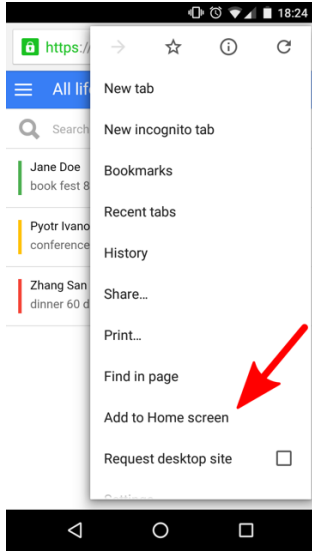 18:24
https:/
All lif
Search
Jane Doe
book fest 8
Pyotr Ivano
conference
Zhang San
dinner 60 d
New tab
New incognito tab
Bookmarks
Recent tabs
History
Share...
Print...
Find in page
Add to Home screen
Request desktop site
Settings